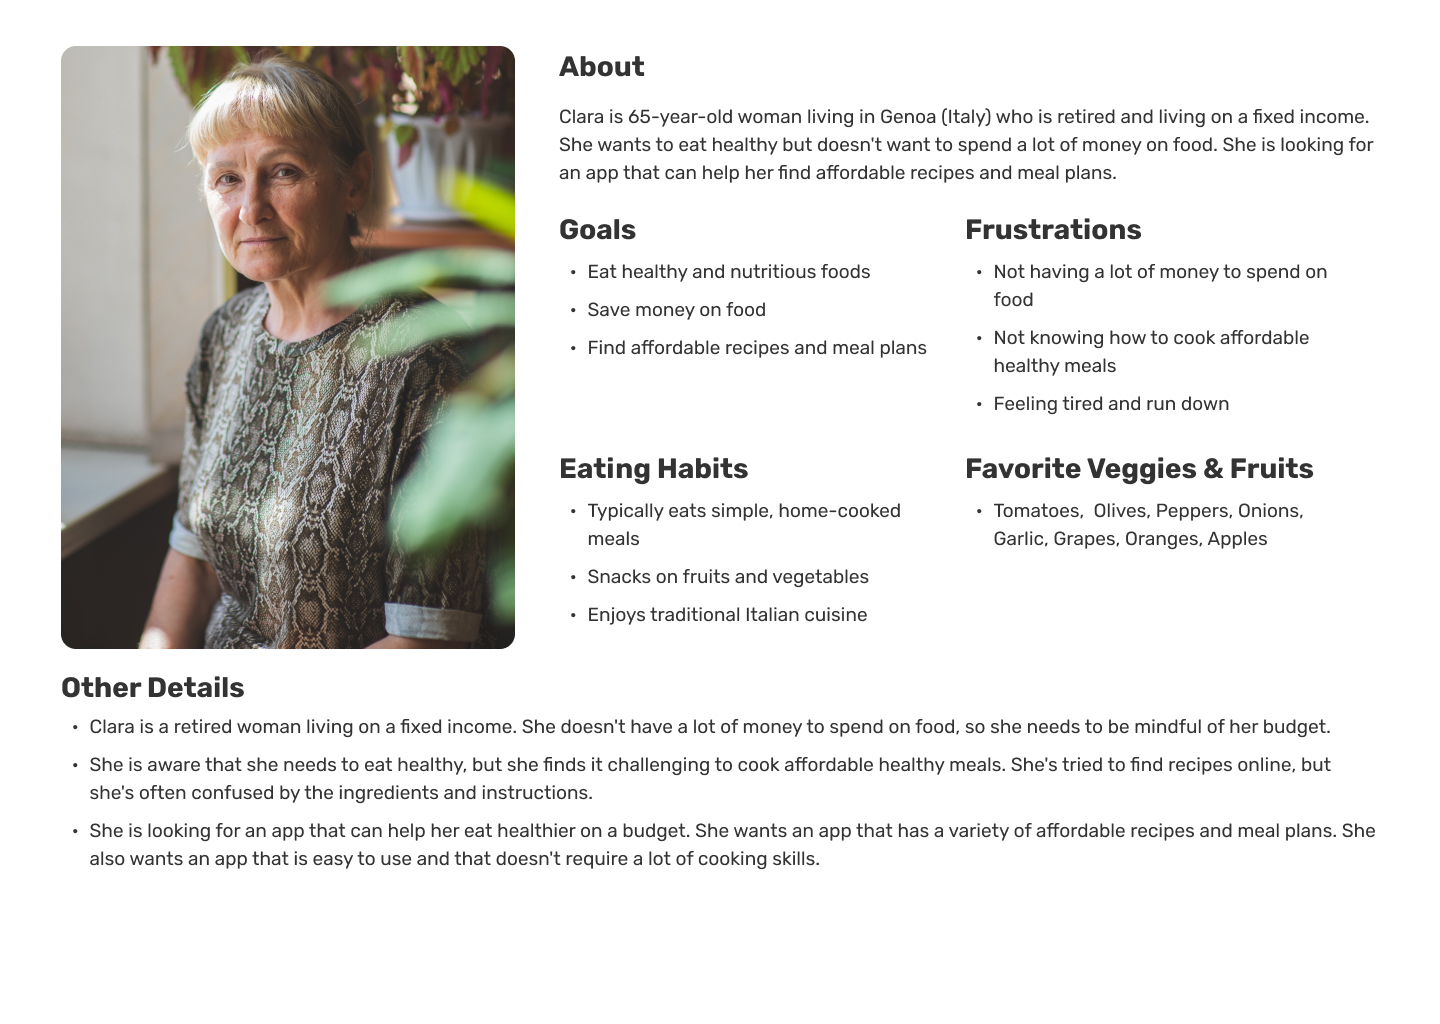 About
Clara is 65-year-old woman living in Genoa (Italy) who is retired and living on a fixed income.
She wants to eat healthy but doesn't want to spend a lot of money on food. She is looking for
an app that can help her find affordable recipes and meal plans.
Goals
• Eat healthy and nutritious foods
• Save money on food
• Find affordable recipes and meal plans
Frustrations
• Not having a lot of money to spend on
food
• Not knowing how to cook affordable
healthy meals
• Feeling tired and run down
Eating Habits
• Typically eats simple, home-cooked
meals
• Snacks on fruits and vegetables
• Enjoys traditional Italian cuisine
Favorite Veggies & Fruits
• Tomatoes,  Olives, Peppers, Onions,
Garlic, Grapes, Oranges, Apples
Other Details
• Clara is a retired woman living on a fixed income. She doesn't have a lot of money to spend on food, so she needs to be mindful of her budget.
• She is aware that she needs to eat healthy, but she finds it challenging to cook affordable healthy meals. She's tried to find recipes online, but
she's often confused by the ingredients and instructions.
• She is looking for an app that can help her eat healthier on a budget. She wants an app that has a variety of affordable recipes and meal plans. She
also wants an app that is easy to use and that doesn't require a lot of cooking skills.